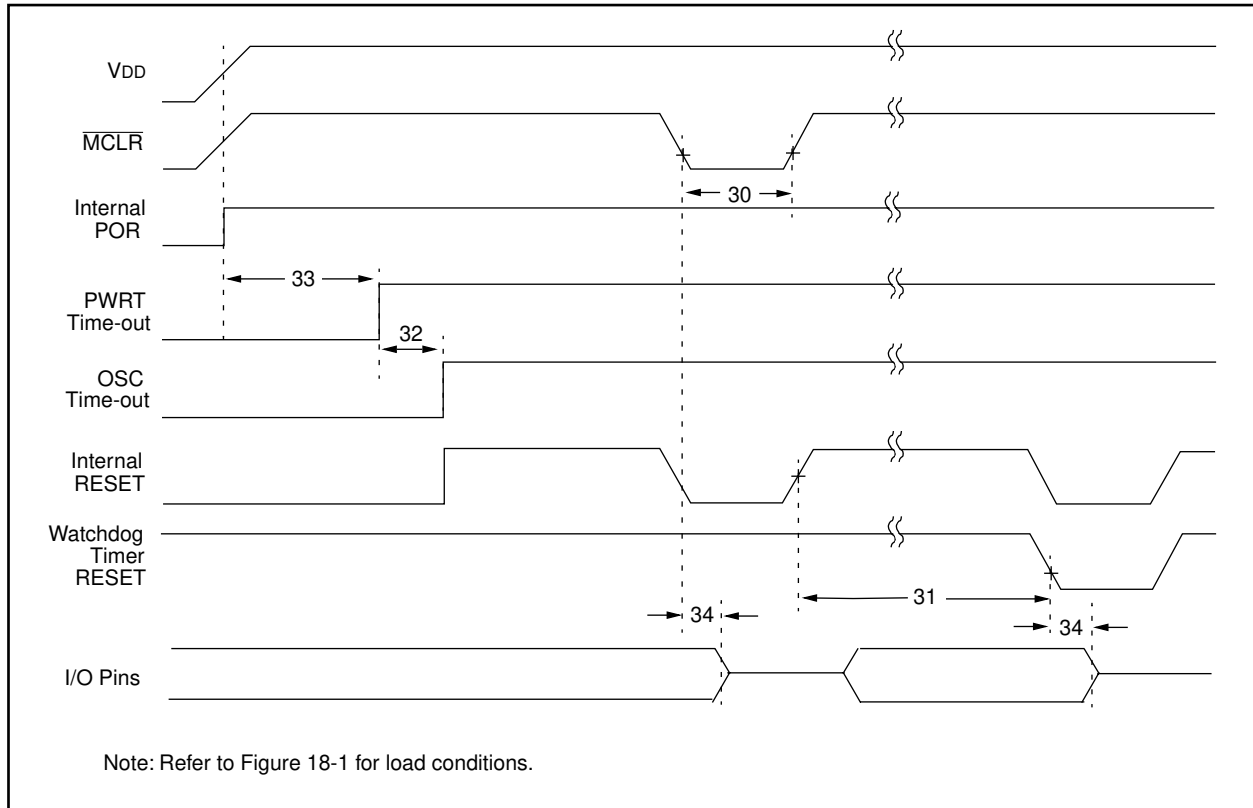 VDD
MCLR
30
Internal
POR
33
PWRT
Time-out
32
OSC
Time-out
Internal
RESET
Watchdog
Timer
RESET
31
34
34
I/O Pins
Note: Refer to Figure 18-1 for load conditions.